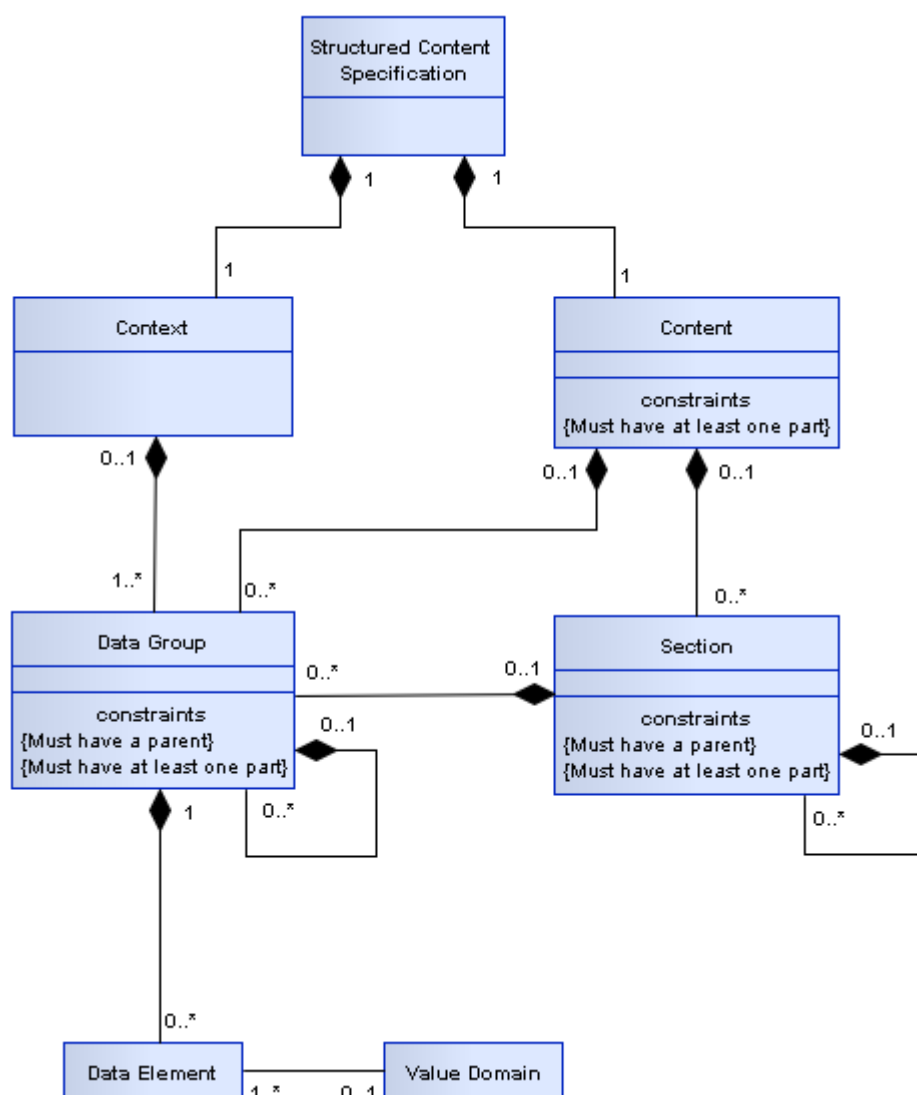 Structured Content
Specification
1
1
1
1
Context
Content
constraints
{Must have at least one part}
0..1
0..1
0..1
1..*
0..*
0..*
Data Group
Section
0..*
0..1
constraints
{Must have a parent}
{Must have at least one part}
0..1
constraints
{Must have a parent}
{Must have at least one part}
0..1
1
0..*
0..*
0..*
Data Element
Value Domain
1..*
0..1